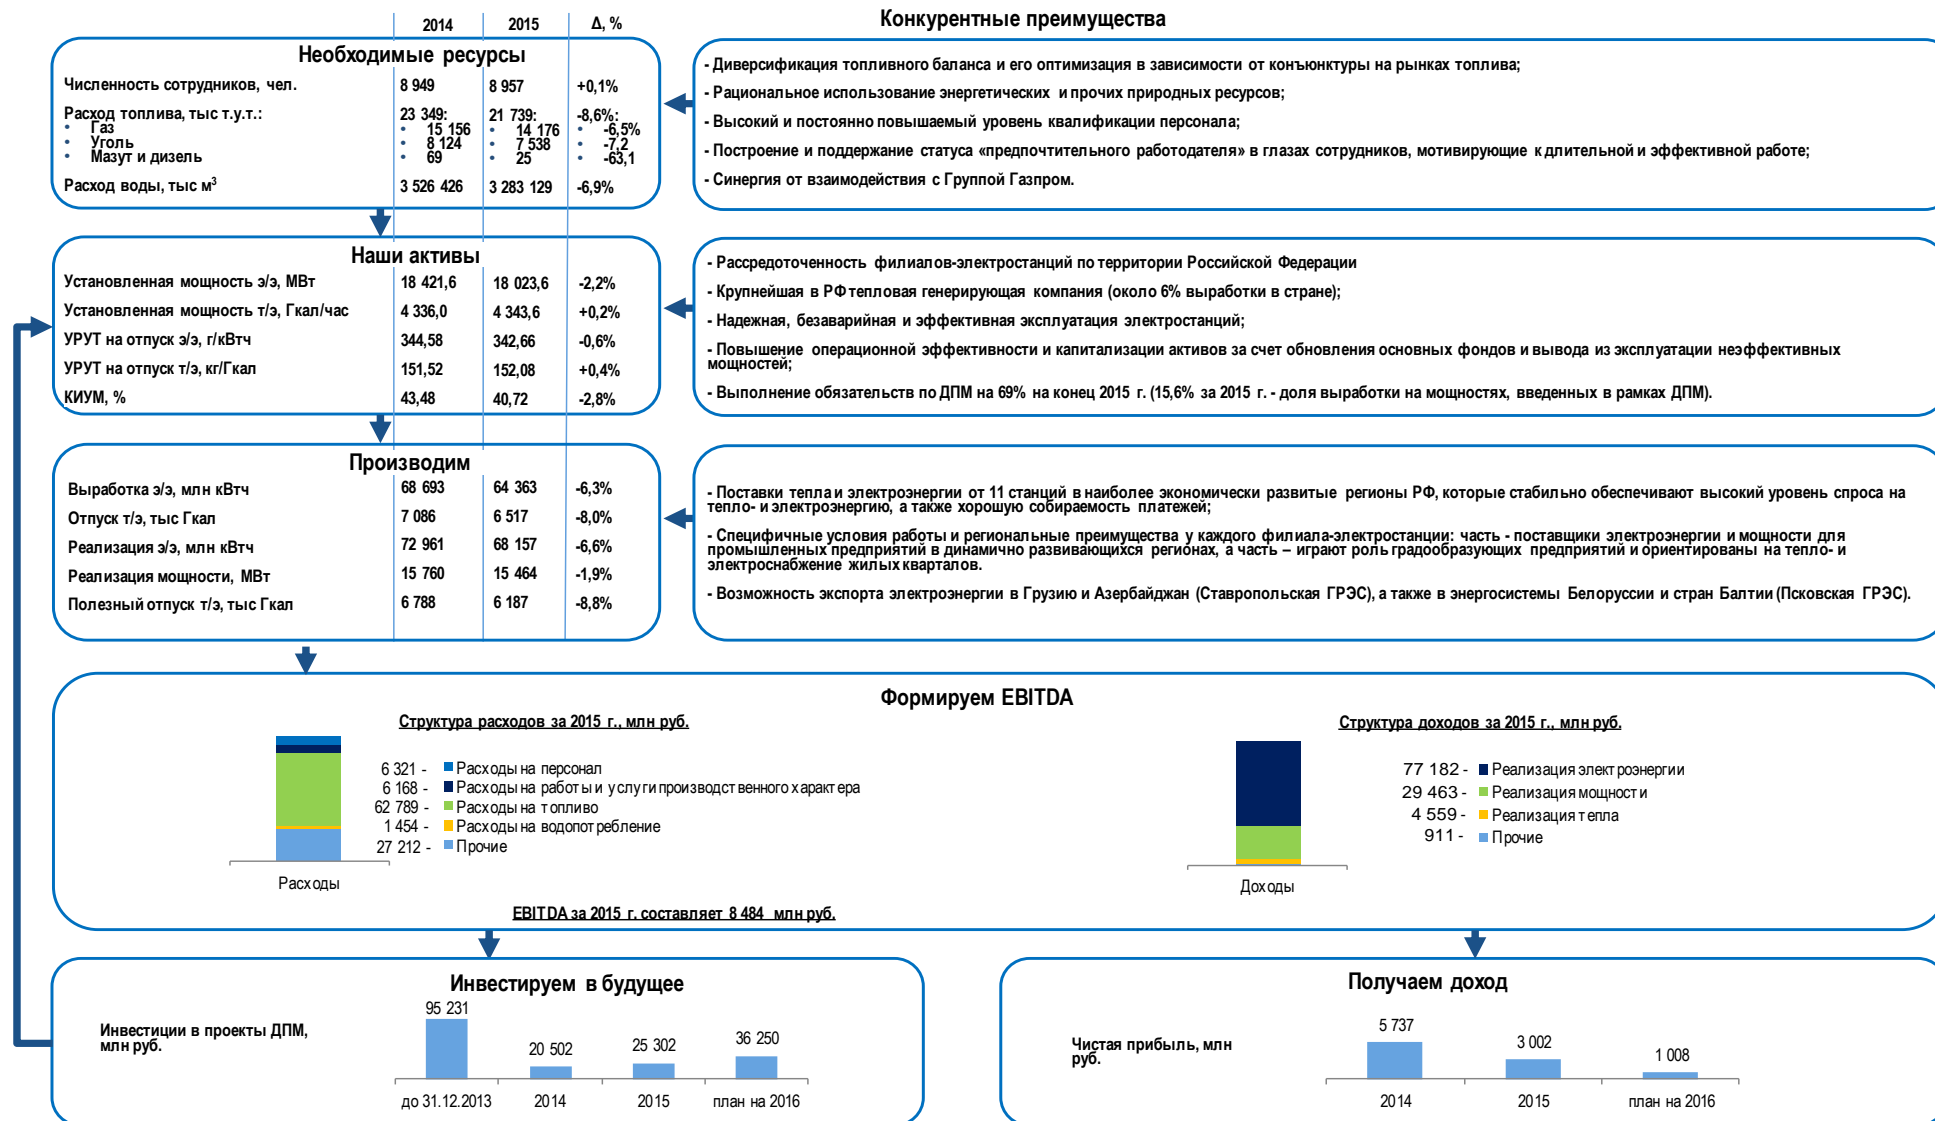 2014 2015 Δ, %
Конкурентные преимущества
Необходимые ресурсы
Численность сотрудников, чел. 8 949 8 957 +0,1%
Расход топлива, тыс т.у.т.: 23 349: 21 739: -8,6%:
• Газ • 15 156 • 14 176 • -6,5%
• Уголь • 8 124 • 7 538 • -7,2
• Мазут и дизель • 69 • 25 • -63,1
Расход воды, тыс м³ 3 526 426 3 283 129 -6,9%
- Диверсификация топливного баланса и его оптимизация в зависимости от конъюнктуры на рынках топлива;
- Рациональное использование энергетических и прочих природных ресурсов;
- Высокий и постоянно повышаемый уровень квалификации персонала;
- Построение и поддержание статуса «предпочтительного работодателя» в глазах сотрудников, мотивирующие к длительной и эффективной работе;
- Синергия от взаимодействия с Группой Газпром.
Наши активы
Установленная мощность э/э, МВт 18 421,6 18 023,6 -2,2%
Установленная мощность т/э, Гкал/час 4 336,0 4 343,6 +0,2%
УРУТ на отпуск э/э, г/кВтч 344,58 342,66 -0,6%
УРУТ на отпуск т/э, кг/Гкал 151,52 152,08 +0,4%
КИУМ, % 43,48 40,72 -2,8%
- Рассредоточенность филиалов-электростанций по территории Российской Федерации
- Крупнейшая в РФ тепловая генерирующая компания (около 6% выработки в стране);
- Надежная, безаварийная и эффективная эксплуатация электростанций;
- Повышение операционной эффективности и капитализации активов за счет обновления основных фондов и вывода из эксплуатации неэффективных
мощностей;
- Выполнение обязательств по ДПМ на 69% на конец 2015 г. (15,6% за 2015 г. - доля выработки на мощностях, введенных в рамках ДПМ).
Производим
Выработка э/э, млн кВтч 68 693 64 363 -6,3%
Отпуск т/э, тыс Гкал 7 086 6 517 -8,0%
Реализация э/э, млн кВтч 72 961 68 157 -6,6%
Реализация мощности, МВт 15 760 15 464 -1,9%
Полезный отпуск т/э, тыс Гкал 6 788 6 187 -8,8%
- Поставки тепла и электроэнергии от 11 станций в наиболее экономически развитые регионы РФ, которые стабильно обеспечивают высокий уровень спроса на
тепло- и электроэнергию, а также хорошую собираемость платежей;
- Специфичные условия работы и региональные преимущества у каждого филиала-электростанции: часть - поставщики электроэнергии и мощности для
промышленных предприятий в динамично развивающихся регионах, а часть – играют роль градообразующих предприятий и ориентированы на тепло- и
электроснабжение жилых кварталов.
- Возможность экспорта электроэнергии в Грузию и Азербайджан (Ставропольская ГРЭС), а также в энергосистемы Белоруссии и стран Балтии (Псковская ГРЭС).
Формируем EBITDA
Структура расходов за 2015 г., млн руб.
6 321 - Расходы на персонал
6 168 - Расходы на работы и услуги производственного характера
62 789 - Расходы на топливо
1 454 - Расходы на водопотребление
27 212 - Прочие
Расходы
Структура доходов за 2015 г., млн руб.
77 182 - Реализация электроэнергии
29 463 - Реализация мощности
4 559 - Реализация тепла
911 - Прочие
Доходы
EBITDA за 2015 г. составляет 8 484 млн руб.
Инвестируем в будущее
Инвестиции в проекты ДПМ,
млн руб.
95 231 20 502 25 302 36 250
до 31.12.2013 2014 2015 план на 2016
Получаем доход
Чистая прибыль, млн
руб.
5 737 3 002 1 008
2014 2015 план на 2016